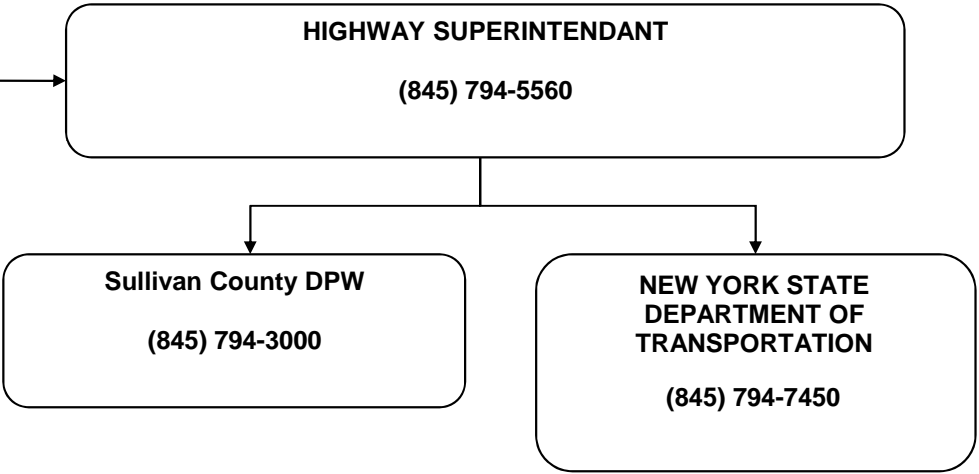 HIGHWAY SUPERINTENDANT
(845) 794-5560
Sullivan County DPW
(845) 794-3000
NEW YORK STATE
DEPARTMENT OF
TRANSPORTATION
(845) 794-7450